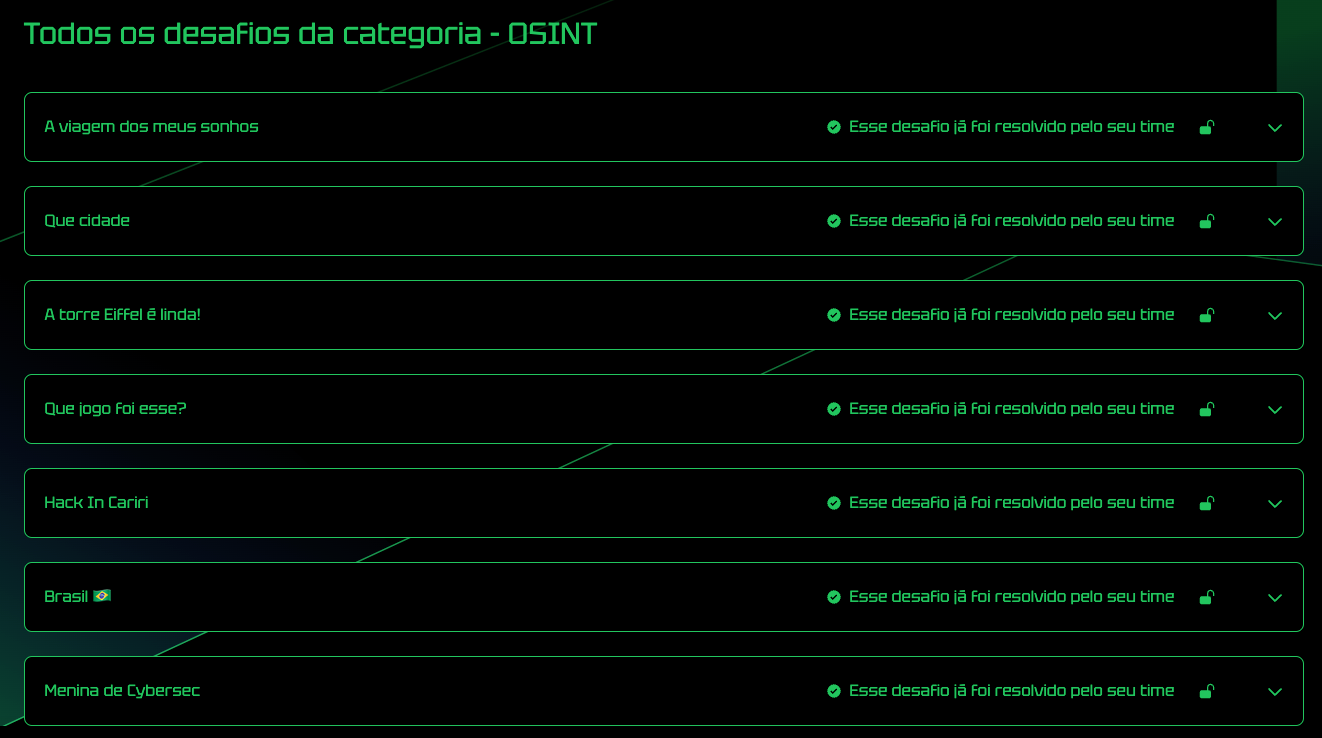 Todos os desafios da categoria - OSINT
A viagem dos meus sonhos Esse desafio já foi resolvido pelo seu time
Que cidade Esse desafio já foi resolvido pelo seu time
A torre Eiffel é linda! Esse desafio já foi resolvido pelo seu time
Que jogo foi esse? Esse desafio já foi resolvido pelo seu time
Hack In Cariri Esse desafio já foi resolvido pelo seu time
Brasil 🇧🇷 Esse desafio já foi resolvido pelo seu time
Menina de Cybersec Esse desafio já foi resolvido pelo seu time